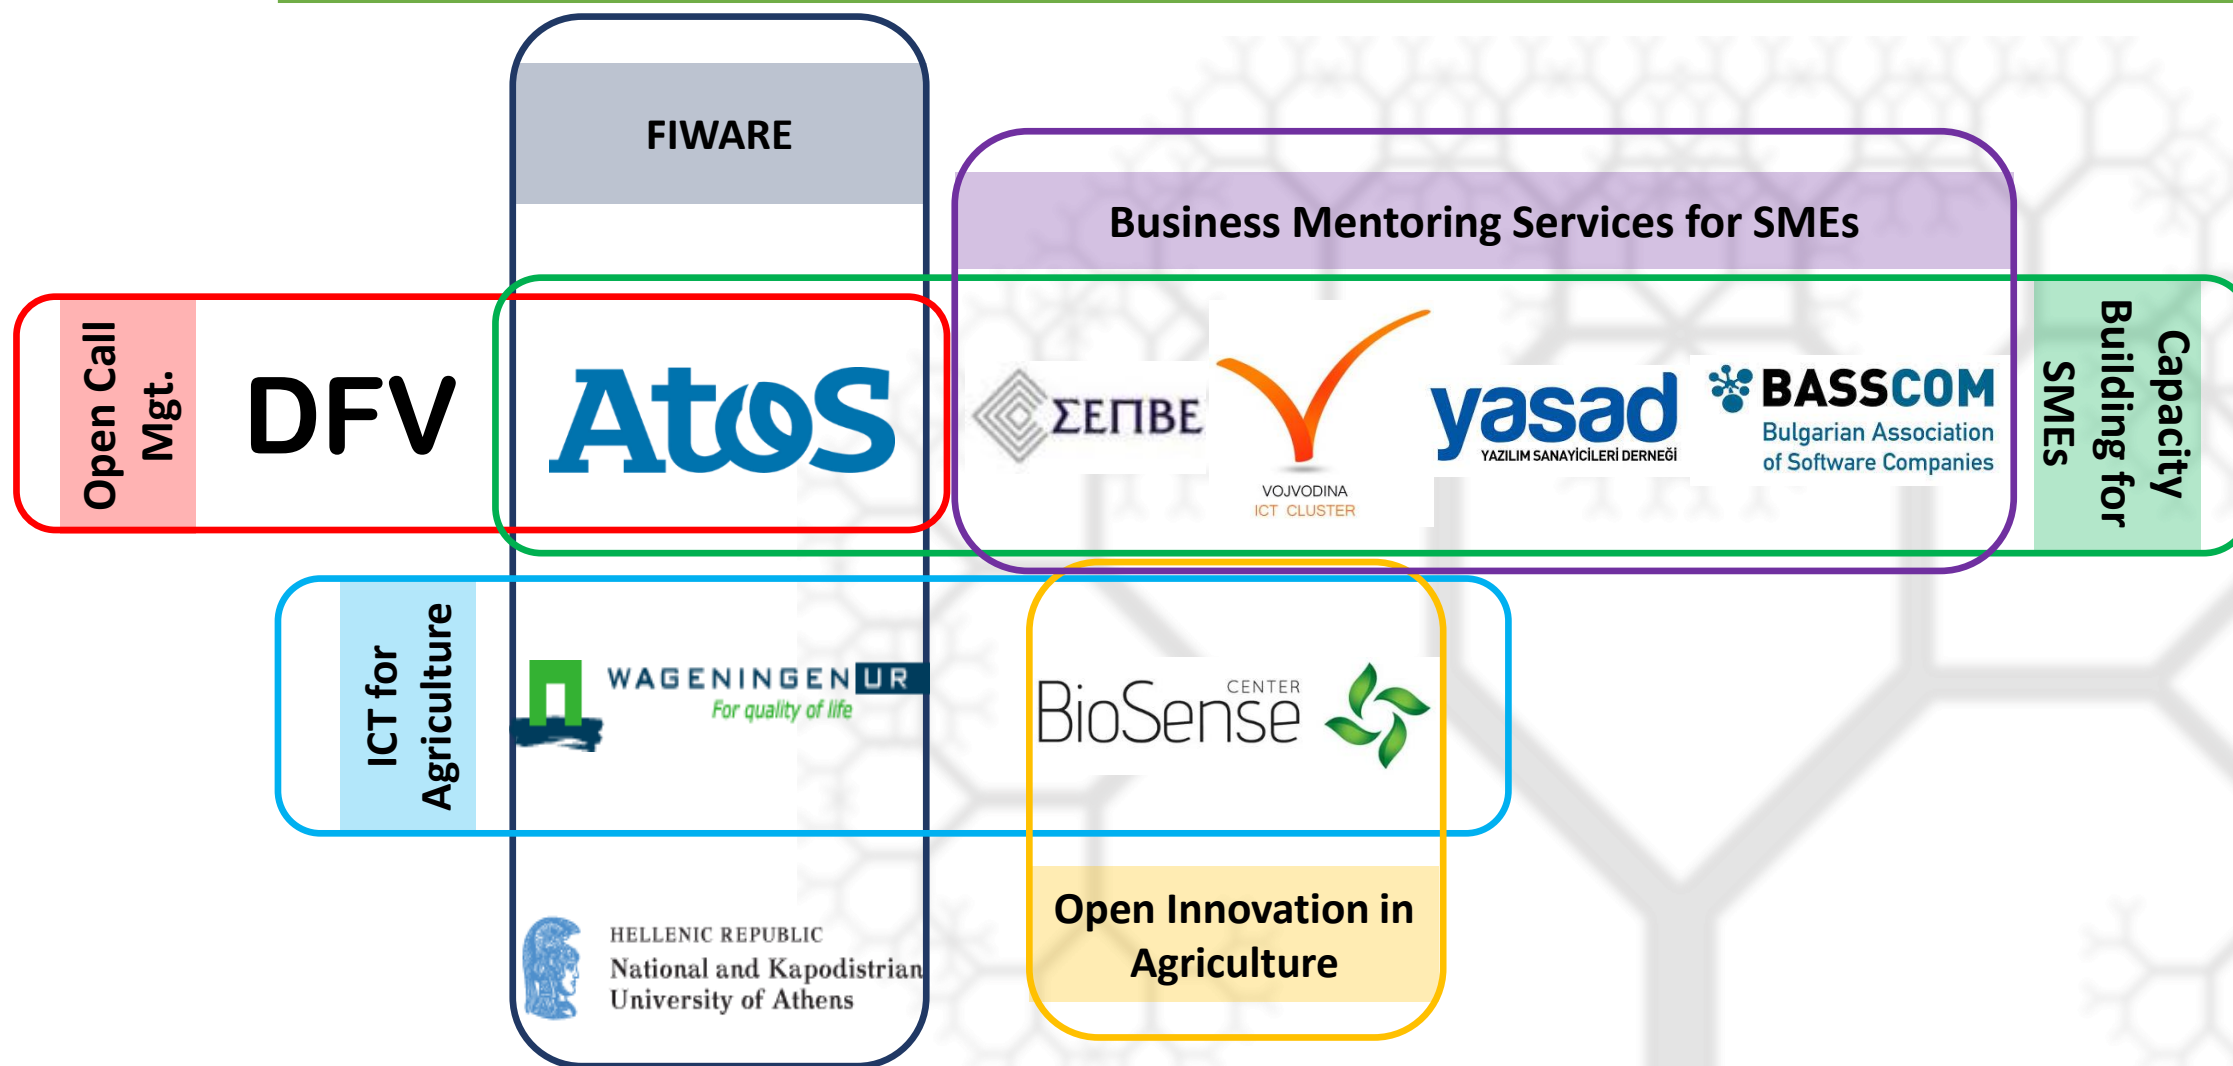 FIWARE
Business Mentoring Services for SMEs
Open Call
Mgt.
DFV
Atos
ΣΕΠΒΕ
VOJVODINA
ICT CLUSTER
yasad
YAZILIM SANAYİCİLERİ DERNEĞİ
BASSCOM
Bulgarian Association
of Software Companies
Capacity
Building for
SMEs
ICT for
Agriculture
WAGENINGEN UR
For quality of life
BioSense
CENTER
HELLENIC REPUBLIC
National and Kapodistrian
University of Athens
Open Innovation in
Agriculture